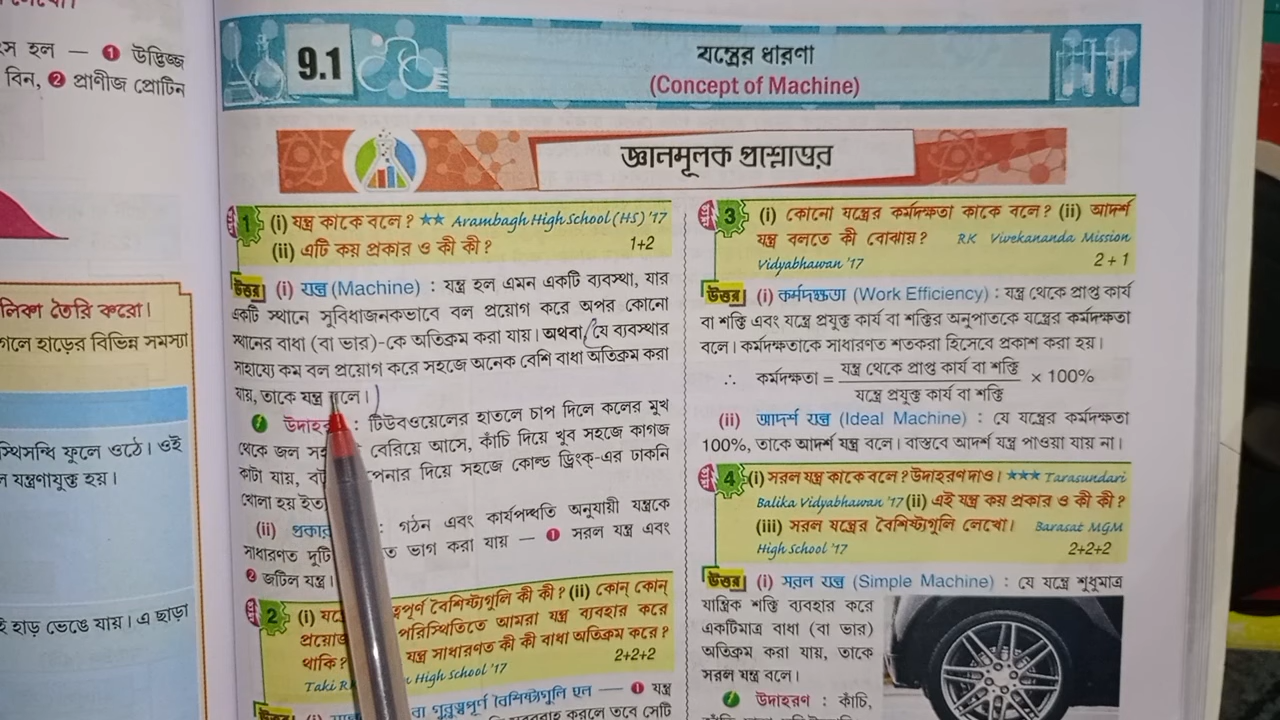 হল — ❶ উদ্ভিজ্জ
বিন, ❷ প্রাণীজ প্রোটিন
তৈরি করো।
হাড়ের বিভিন্ন সমস্যা
ফুলে ওঠে। ওই
যন্ত্রণাযুক্ত হয়।
হাড় ভেঙে যায়। এ ছাড়া
9.1
যন্ত্রের ধারণা
(Concept of Machine)
জ্ঞানমূলক প্রশ্নোত্তর
1 (i) যন্ত্র কাকে বলে? ★★ Arambagh High School (HS) '17
(ii) এটি কয় প্রকার ও কী কী? 1+2
উত্তর (i) যন্ত্র (Machine) : যন্ত্র হল এমন একটি ব্যবস্থা, যার
একটি স্থানে সুবিধাজনকভাবে বল প্রয়োগ করে অপর কোনো
স্থানের বাধা (বা ভার)-কে অতিক্রম করা যায়। অথবা, যে ব্যবস্থার
সাহায্যে কম বল প্রয়োগ করে সহজে অনেক বেশি বাধা অতিক্রম করা
যায়, তাকে যন্ত্র বলে।
: টিউবওয়েলের হাতলে চাপ দিলে কলের মুখ
থেকে জল বেরিয়ে আসে, কাঁচি দিয়ে খুব সহজে কাগজ
কাটা যায়, দিয়ে সহজে কোল্ড ড্রিংক্-এর ঢাকনি
খোলা হয়
(ii) : গঠন এবং কার্যপদ্ধতি অনুযায়ী যন্ত্রকে
সাধারণত দুটি ভাগ করা যায় — ❶ সরল যন্ত্র এবং
❷ জটিল যন্ত্র।
2 (i) বৈশিষ্ট্যগুলি কী কী? (ii) কোন্ কোন্
পরিস্থিতিতে আমরা যন্ত্র ব্যবহার করে
থাকি? যন্ত্র সাধারণত কী কী বাধা অতিক্রম করে?
Taki High School '17 2+2+2
উত্তর (i) বা গুরুত্বপূর্ণ বৈশিষ্ট্যগুলি হল — ❶ যন্ত্র
করলে তবে সেটি
3 (i) কোনো যন্ত্রের কর্মদক্ষতা কাকে বলে? (ii) আদর্শ
যন্ত্র বলতে কী বোঝায়? RK Vivekananda Mission
Vidyabhawan '17 2 + 1
উত্তর (i) কর্মদক্ষতা (Work Efficiency) : যন্ত্র থেকে প্রাপ্ত কার্য
বা শক্তি এবং যন্ত্রে প্রযুক্ত কার্য বা শক্তির অনুপাতকে যন্ত্রের কর্মদক্ষতা
বলে। কর্মদক্ষতাকে সাধারণত শতকরা হিসেবে প্রকাশ করা হয়।
∴ কর্মদক্ষতা = যন্ত্র থেকে প্রাপ্ত কার্য বা শক্তি / যন্ত্রে প্রযুক্ত কার্য বা শক্তি × 100%
(ii) আদর্শ যন্ত্র (Ideal Machine) : যে যন্ত্রের কর্মদক্ষতা
100%, তাকে আদর্শ যন্ত্র বলে। বাস্তবে আদর্শ যন্ত্র পাওয়া যায় না।
4 (i) সরল যন্ত্র কাকে বলে? উদাহরণ দাও। ★★★ Tarasundari
Balika Vidyabhawan '17 (ii) এই যন্ত্র কয় প্রকার ও কী কী?
(iii) সরল যন্ত্রের বৈশিষ্ট্যগুলি লেখো। Barasat MGM
High School '17 2+2+2
উত্তর (i) সরল যন্ত্র (Simple Machine) : যে যন্ত্রে শুধুমাত্র
যান্ত্রিক শক্তি ব্যবহার করে
একটিমাত্র বাধা (বা ভার)
অতিক্রম করা যায়, তাকে
সরল যন্ত্র বলে।
উদাহরণ : কাঁচি,